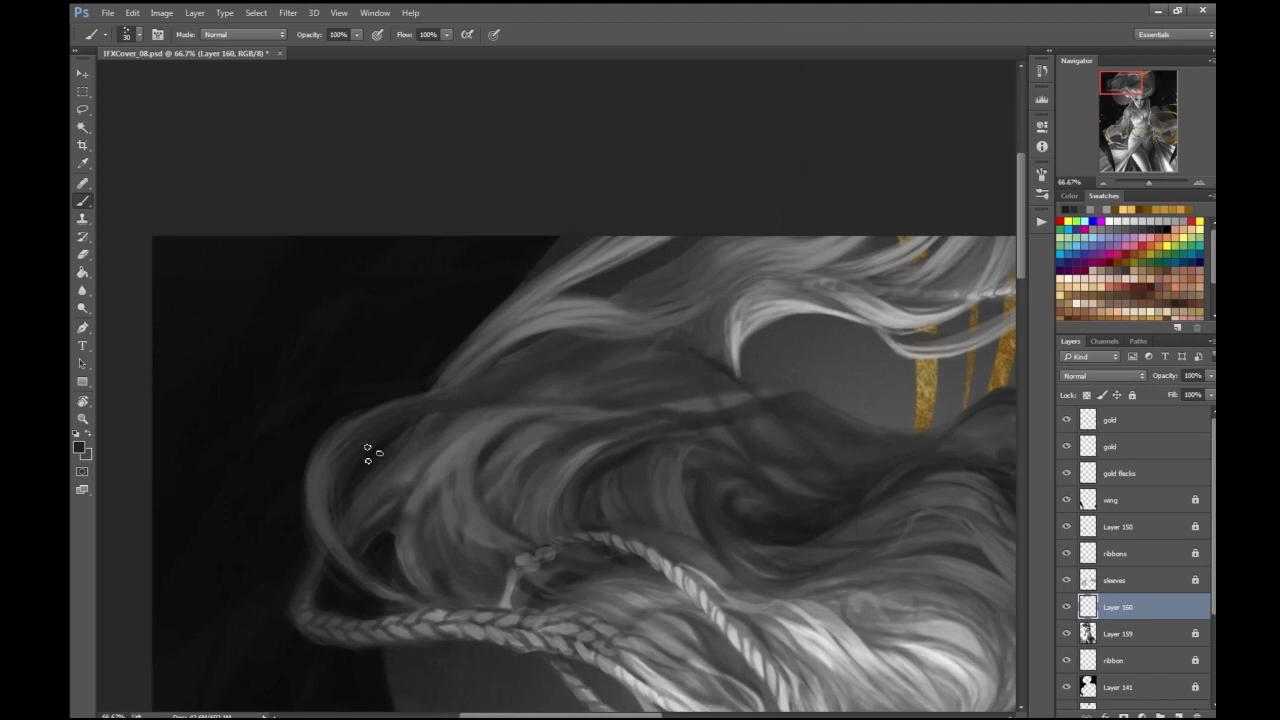 Ps File Edit Image Layer Type Select Filter 3D View Window Help
30 Mode: Normal Opacity: 100% Flow: 100% Essentials
IFXCover_08.psd @ 66.7% (Layer 160, RGB/8) *
Navigator
66.67%
Color Swatches
Layers Channels Paths
Kind
Normal Opacity: 100%
Lock: Fill: 100%
gold
gold
gold flecks
wing
Layer 150
ribbons
sleeves
Layer 160
Layer 159
ribbon
Layer 141